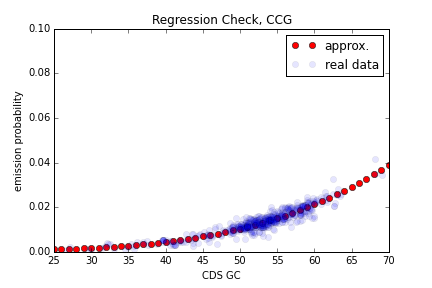 Regression Check, CCG
0.10
approx.
real data
0.08
0.06
emission probability
0.04
0.02
0.00
25 30 35 40 45 50 55 60 65 70
CDS GC